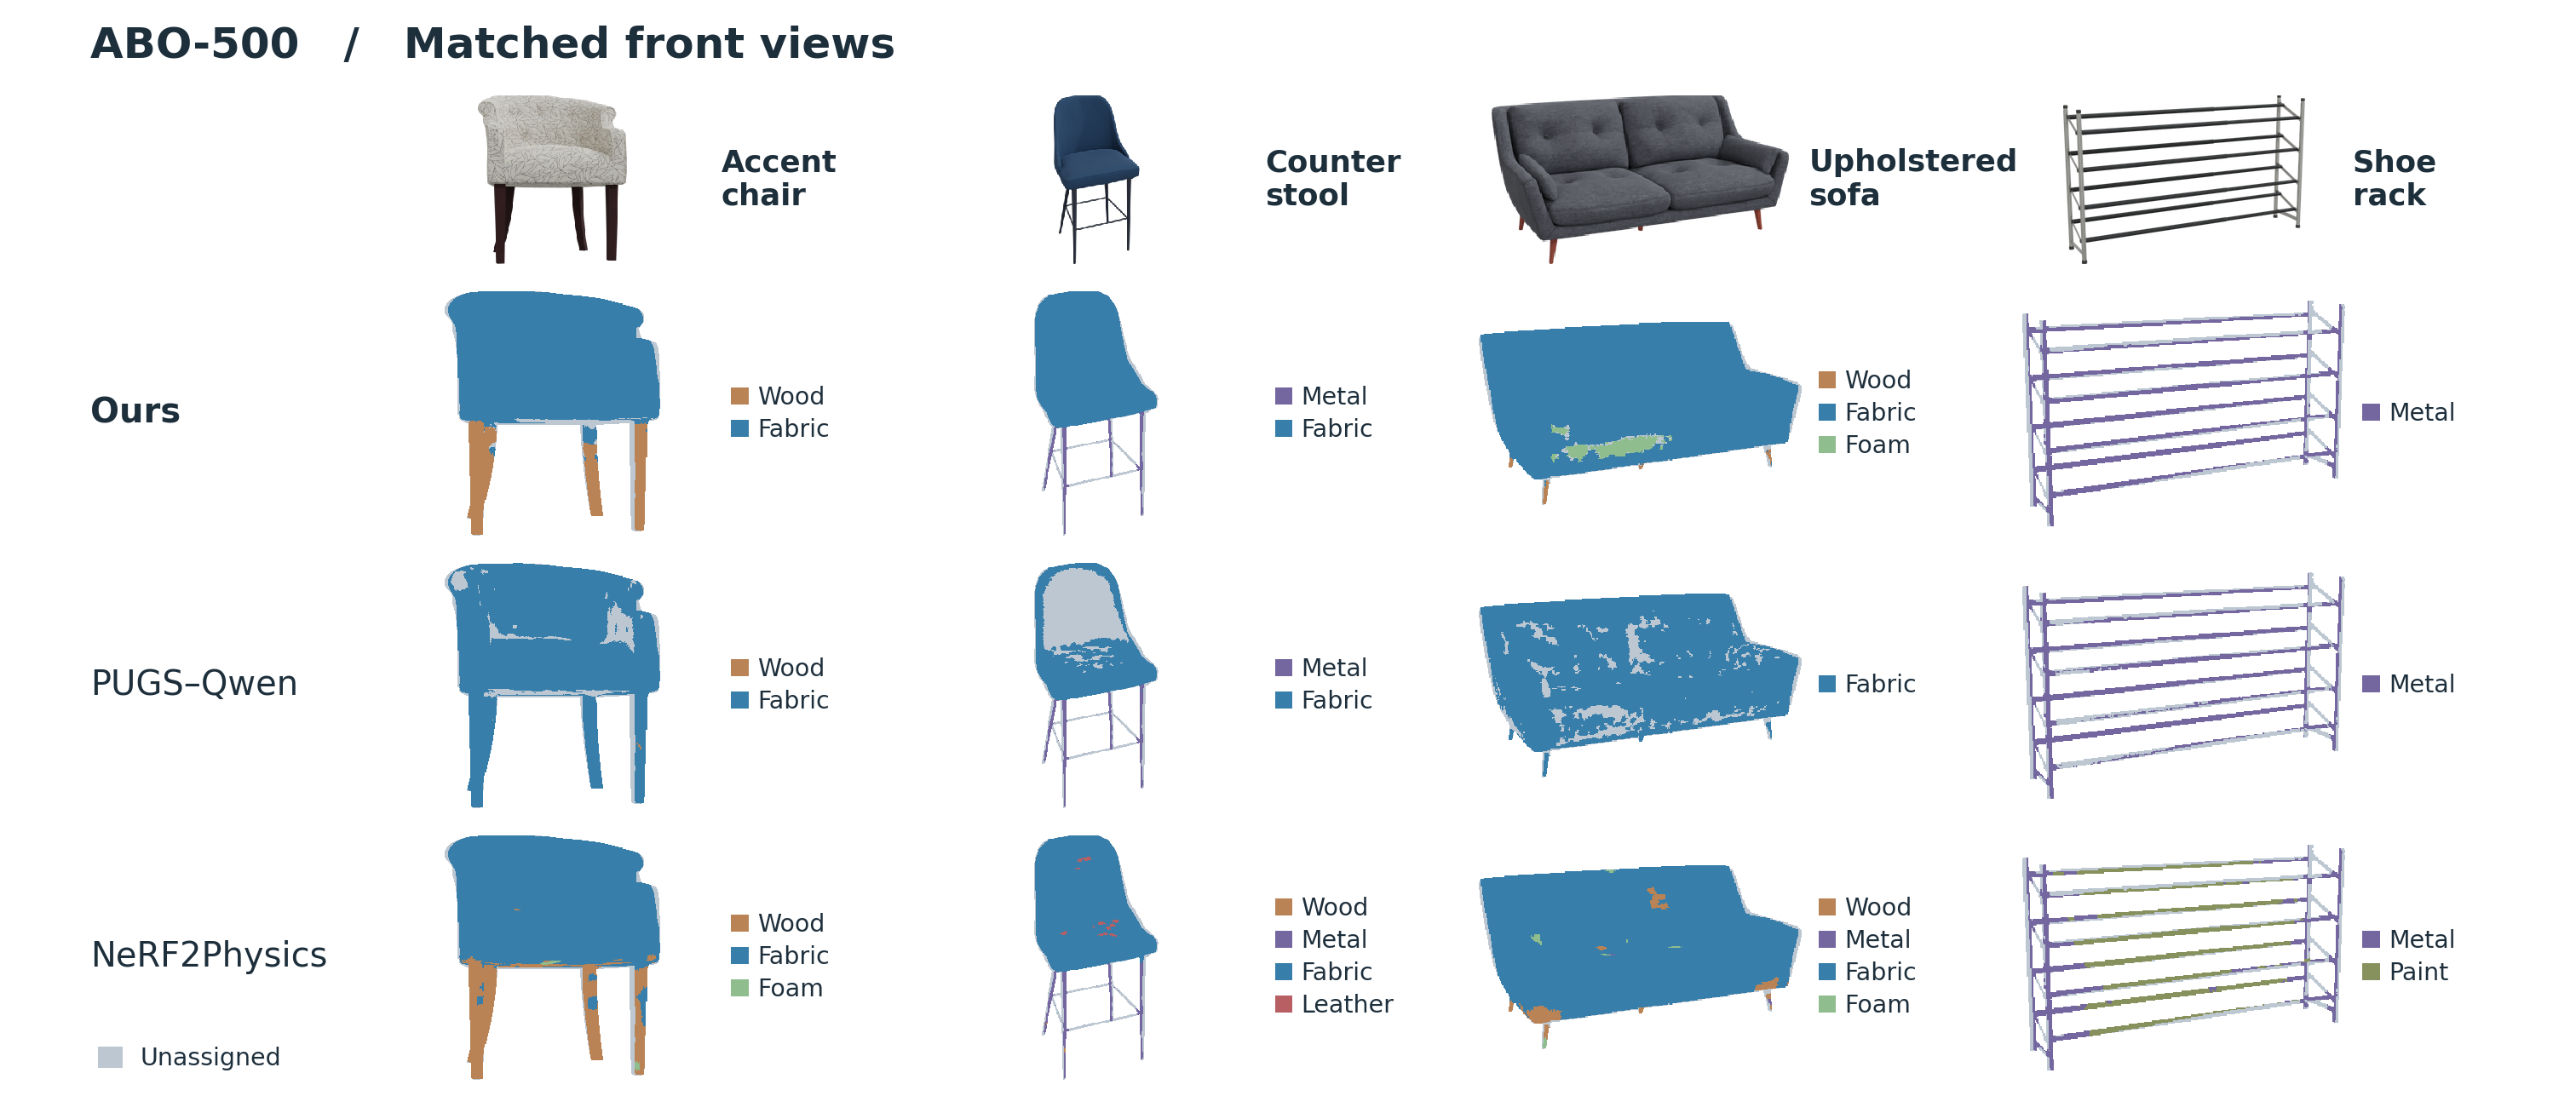 ABO-500 / Matched front views
Accent
chair
Counter
stool
Upholstered
sofa
Shoe
rack
Ours
Wood
Fabric
Metal
Fabric
Wood
Fabric
Foam
Metal
PUGS–Qwen
Wood
Fabric
Metal
Fabric
Fabric
Metal
NeRF2Physics
Wood
Fabric
Foam
Wood
Metal
Fabric
Leather
Wood
Metal
Fabric
Foam
Metal
Paint
Unassigned